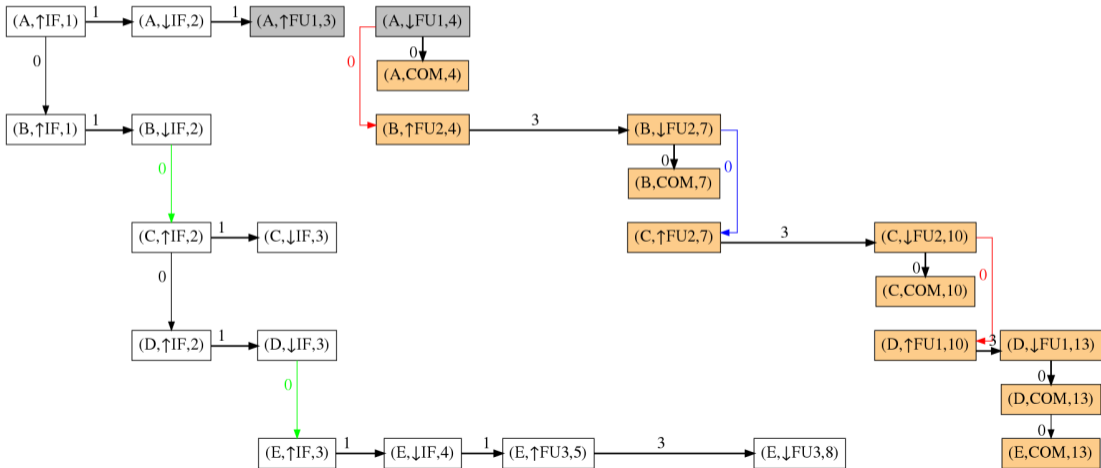 (A,↑IF,1) 1 (A,↓IF,2) 1 (A,↑FU1,3) (A,↓FU1,4)
0 0 0
(A,COM,4)
(B,↑IF,1) 1 (B,↓IF,2) (B,↑FU2,4) 3 (B,↓FU2,7)
0 0 0
(B,COM,7)
(C,↑IF,2) 1 (C,↓IF,3) (C,↑FU2,7) 3 (C,↓FU2,10)
0 0 0
(C,COM,10)
(D,↑IF,2) 1 (D,↓IF,3) (D,↑FU1,10) 3 (D,↓FU1,13)
0 0
(D,COM,13)
0
(E,↑IF,3) 1 (E,↓IF,4) 1 (E,↑FU3,5) 3 (E,↓FU3,8) (E,COM,13)